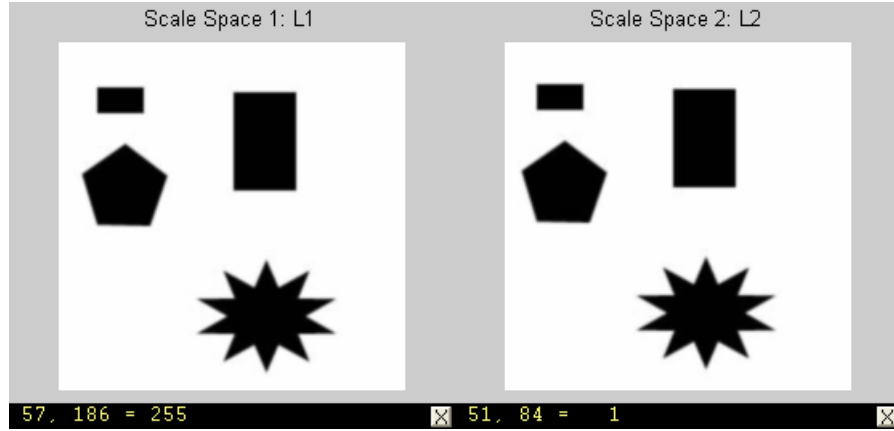 Scale Space 1: L1
Scale Space 2: L2
57, 186 = 255
X
51, 84 = 1
X